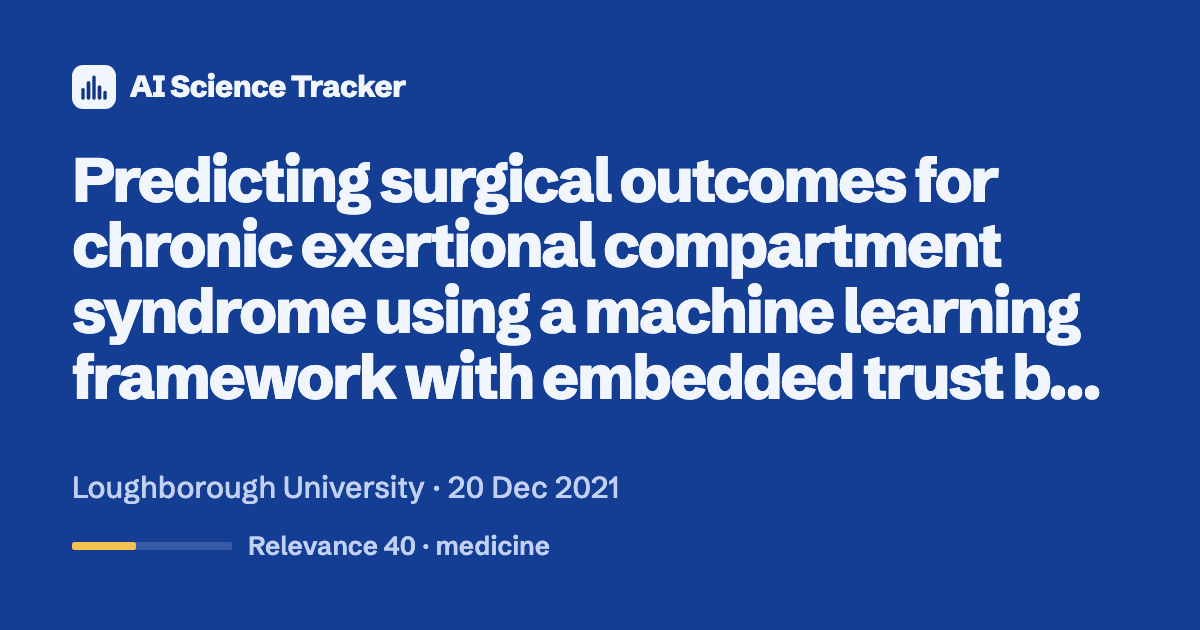 AI Science Tracker
Predicting surgical outcomes for
chronic exertional compartment
syndrome using a machine learning
framework with embedded trust b...
Loughborough University · 20 Dec 2021
Relevance 40 · medicine